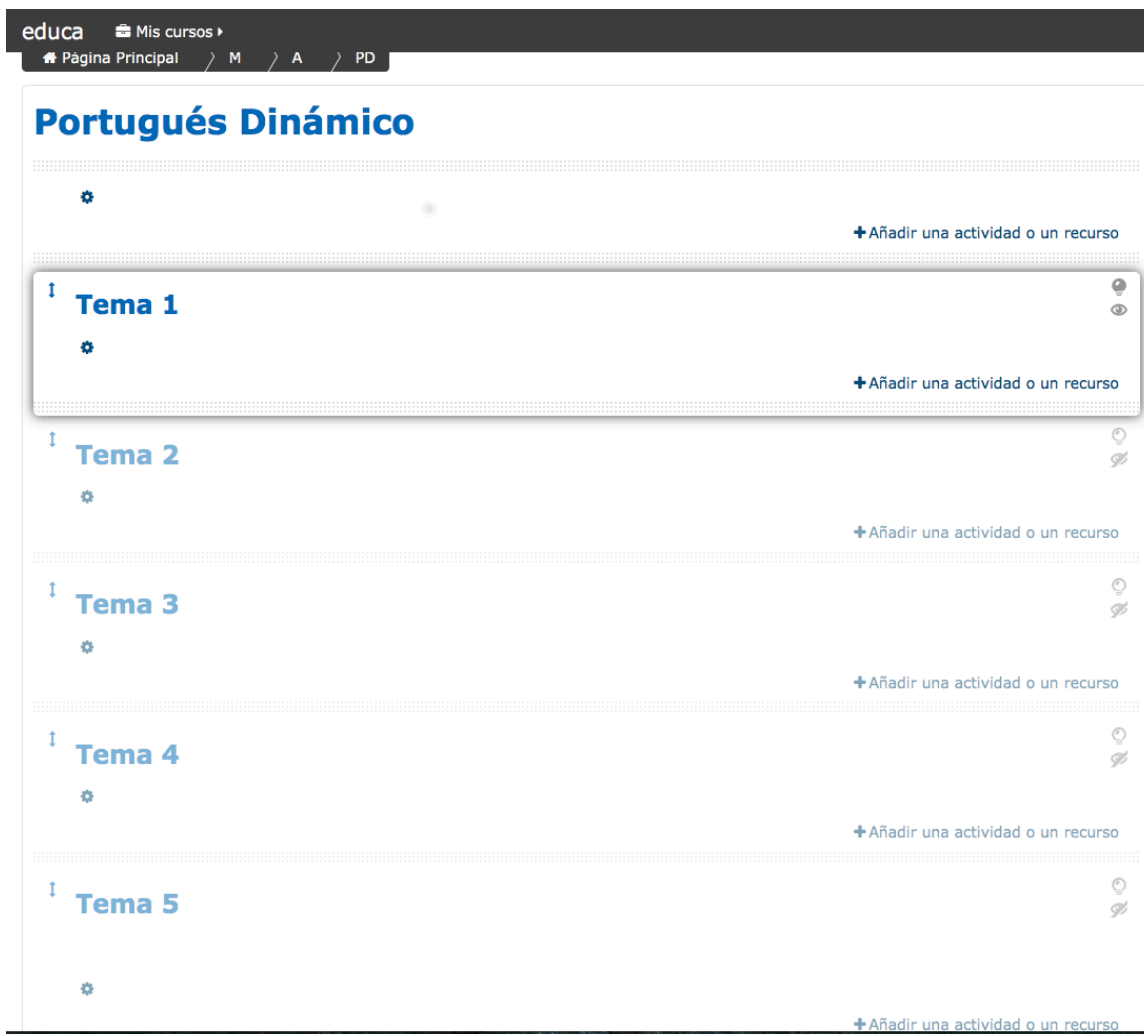 educa Mis cursos
Página Principal M A PD
Portugués Dinámico
Añadir una actividad o un recurso
Tema 1
Añadir una actividad o un recurso
Tema 2
Añadir una actividad o un recurso
Tema 3
Añadir una actividad o un recurso
Tema 4
Añadir una actividad o un recurso
Tema 5
Añadir una actividad o un recurso